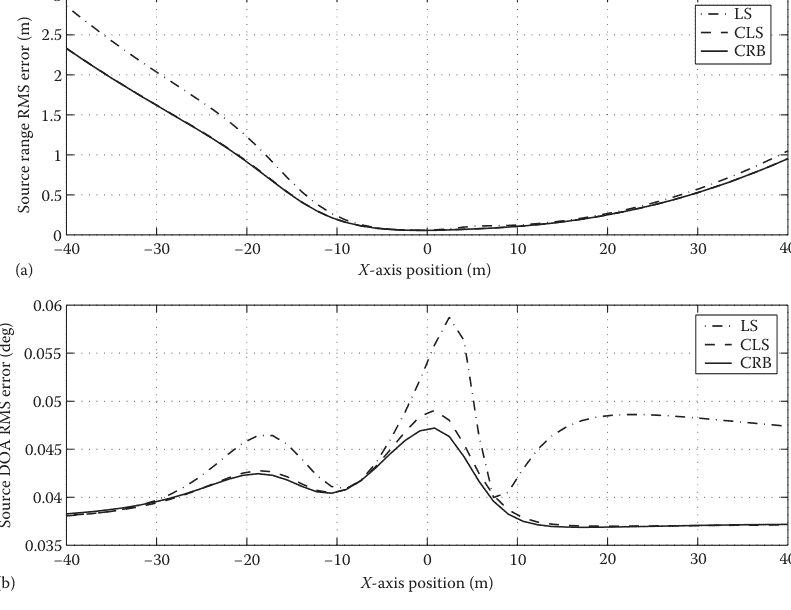 Source range RMS error (m)
2.5
2
1.5
1
0.5
0
LS
CLS
CRB
−40 −30 −20 −10 0 10 20 30 40
(a)
X-axis position (m)
Source DOA RMS error (deg)
0.06
0.055
0.05
0.045
0.04
0.035
LS
CLS
CRB
−40 −30 −20 −10 0 10 20 30 40
(b)
X-axis position (m)